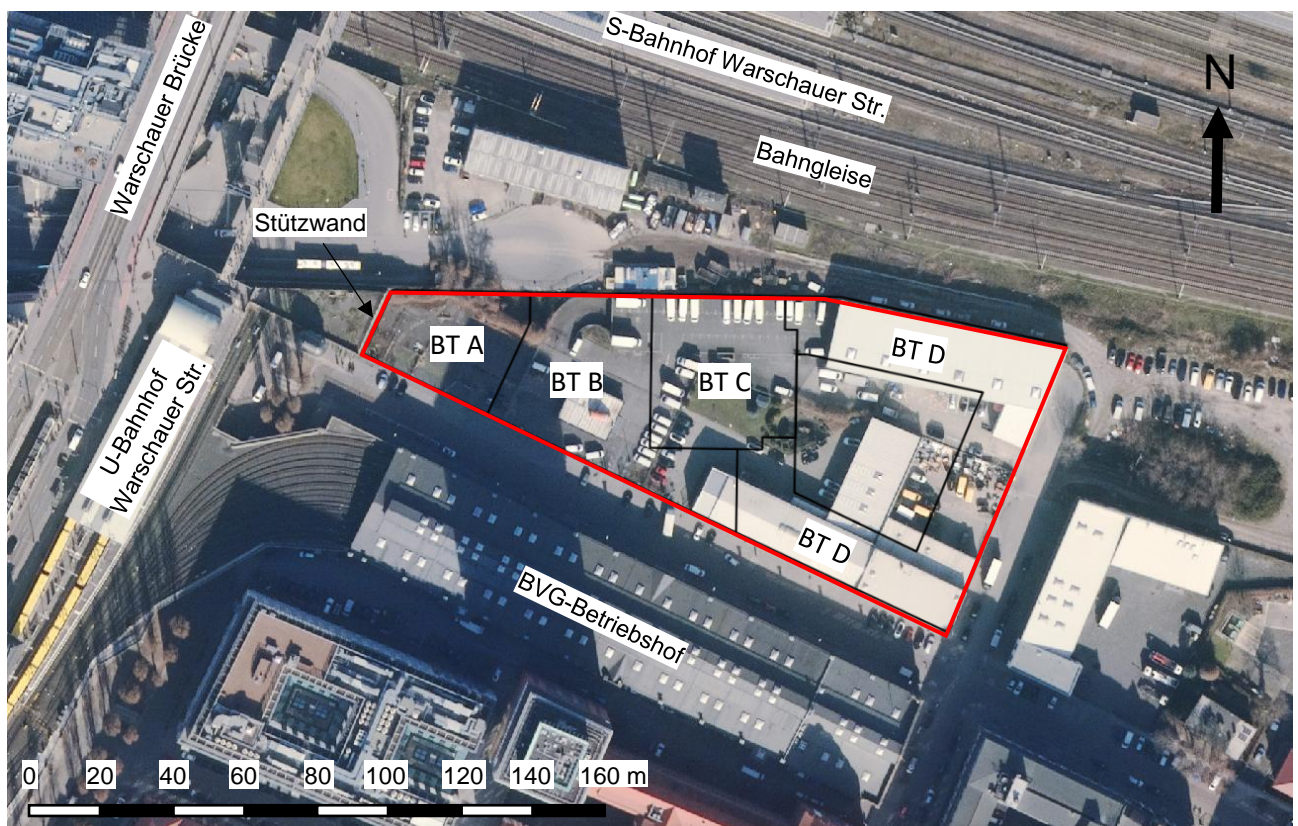 S-Bahnhof Warschauer Str.
N
Warschauer Brücke
Bahngleise
Stützwand
BT A
BT B
BT C
BT D
U-Bahnhof
Warschauer Str.
BT D
BVG-Betriebshof
0 20 40 60 80 100 120 140 160 m